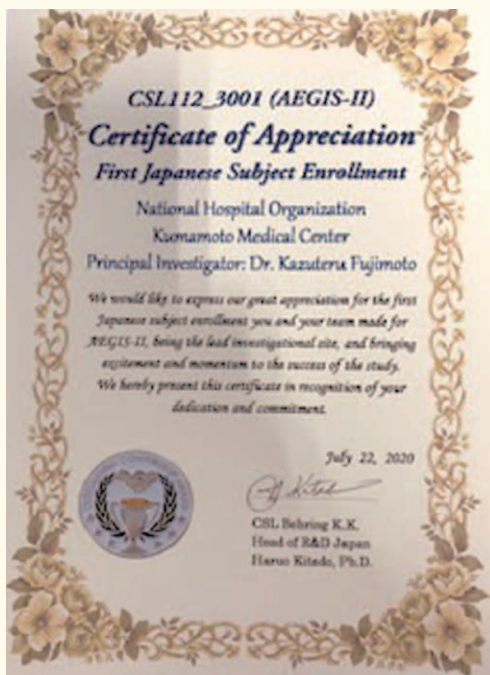 CSL112_3001 (AEGIS-II)
Certificate of Appreciation
First Japanese Subject Enrollment
National Hospital Organization
Kumamoto Medical Center
Principal Investigator: Dr. Kazuteru Fujimoto
We would like to express our great appreciation for the first
Japanese subject enrollment you and your team made for
AEGIS-II, being the lead investigational site, and bringing
excitement and momentum to the success of the study.
We hereby present this certificate in recognition of your
dedication and commitment.
July 22, 2020
CSL Behring K.K.
Head of R&D Japan
Haruo Kitado, Ph.D.